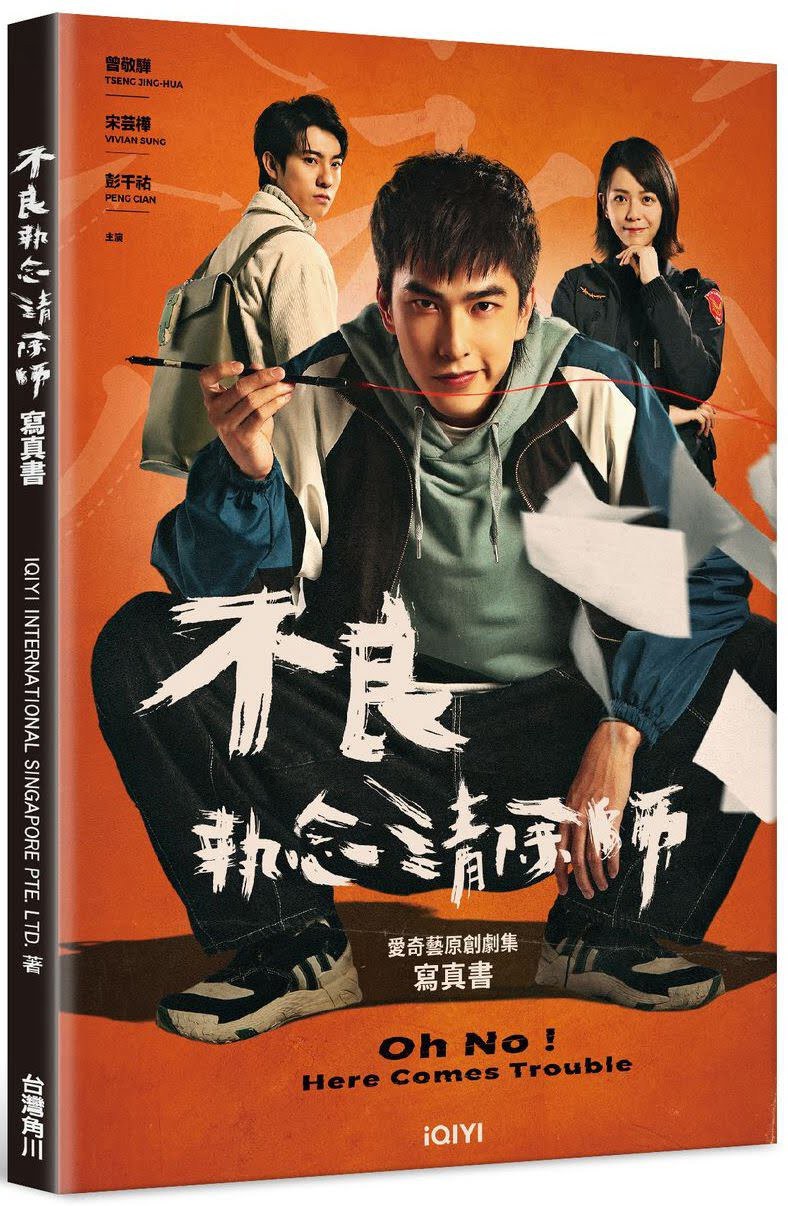 不良執念清除師 寫真書
IQIYI INTERNATIONAL SINGAPORE PTE. LTD. 著
台灣角川
曾敬驊
TSENG JING-HUA
宋芸樺
VIVIAN SUNG
彭千祐
PENG CIAN
主演
不良
執念清除師
愛奇藝原創劇集
寫真書
Oh No !
Here Comes Trouble
iQIYI